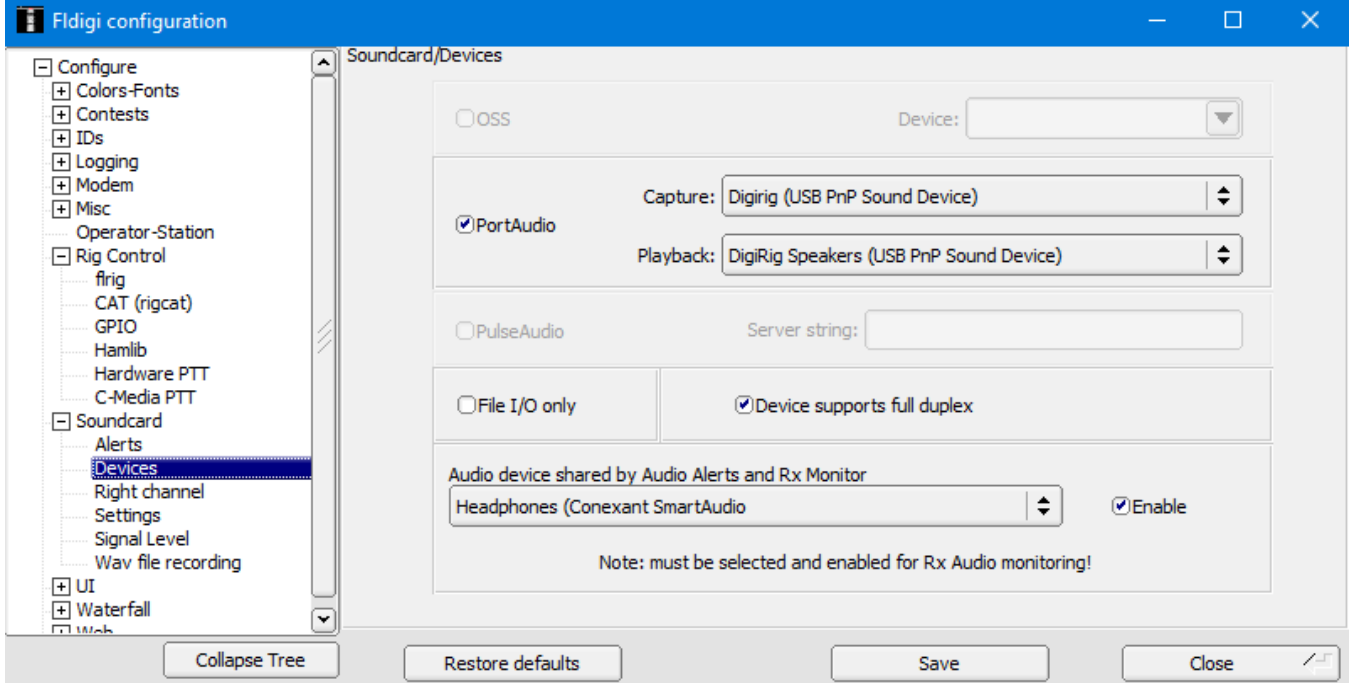 Fldigi configuration
Configure
Colors-Fonts
Contests
IDs
Logging
Modem
Misc
Operator-Station
Rig Control
flrig
CAT (rigcat)
GPIO
Hamlib
Hardware PTT
C-Media PTT
Soundcard
Alerts
Devices
Right channel
Settings
Signal Level
Wav file recording
UI
Waterfall
Web
Collapse Tree
Soundcard/Devices
OSS Device:
Capture: Digirig (USB PnP Sound Device)
PortAudio
Playback: DigiRig Speakers (USB PnP Sound Device)
PulseAudio Server string:
File I/O only Device supports full duplex
Audio device shared by Audio Alerts and Rx Monitor
Headphones (Conexant SmartAudio Enable
Note: must be selected and enabled for Rx Audio monitoring!
Restore defaults Save Close